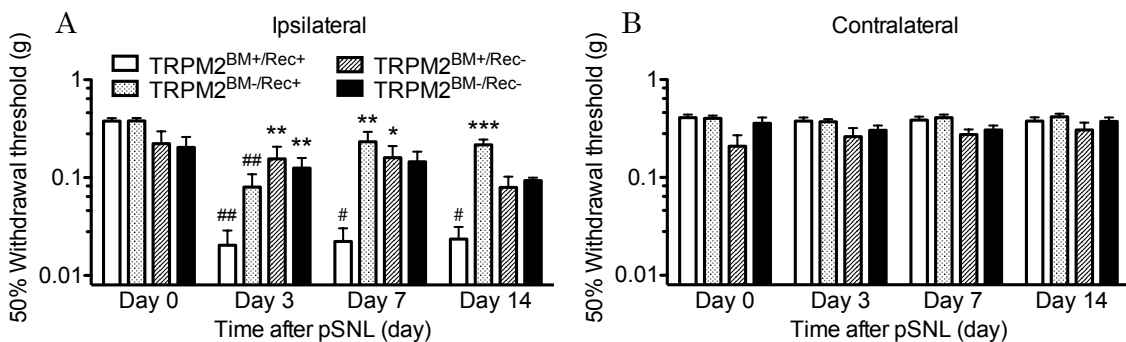 A
Ipsilateral
TRPM2BM+/Rec+
TRPM2BM+/Rec-
TRPM2BM-/Rec+
TRPM2BM-/Rec-
50% Withdrawal threshold (g)
1
0.1
0.01
##
##
**
**
#
**
*
#
***
Day 0 Day 3 Day 7 Day 14
Time after pSNL (day)
B
Contralateral
50% Withdrawal threshold (g)
1
0.1
0.01
Day 0 Day 3 Day 7 Day 14
Time after pSNL (day)